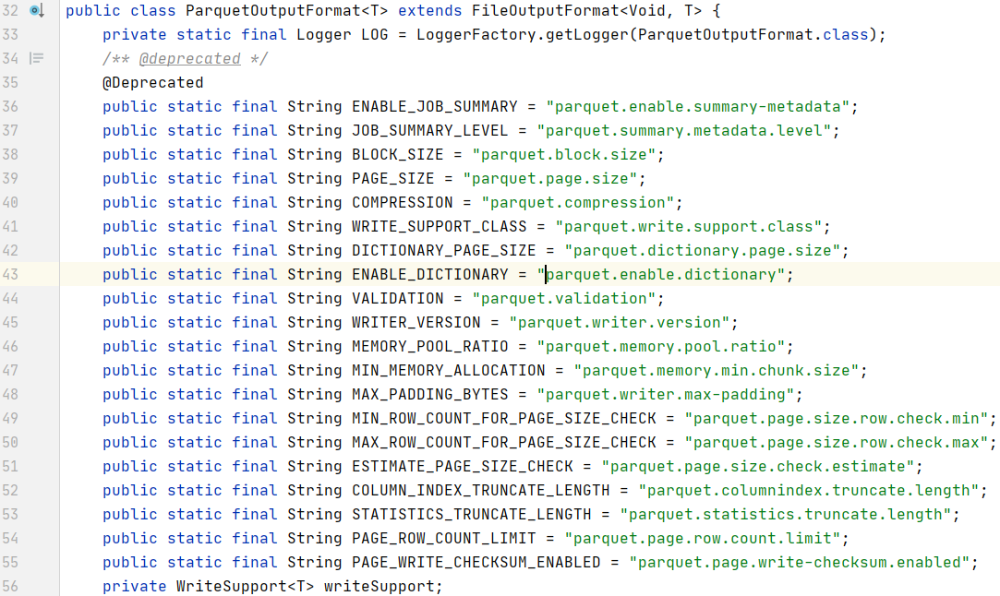 32 public class ParquetOutputFormat<T> extends FileOutputFormat<Void, T> {
33 private static final Logger LOG = LoggerFactory.getLogger(ParquetOutputFormat.class);
34 /** @deprecated */
35 @Deprecated
36 public static final String ENABLE_JOB_SUMMARY = "parquet.enable.summary-metadata";
37 public static final String JOB_SUMMARY_LEVEL = "parquet.summary.metadata.level";
38 public static final String BLOCK_SIZE = "parquet.block.size";
39 public static final String PAGE_SIZE = "parquet.page.size";
40 public static final String COMPRESSION = "parquet.compression";
41 public static final String WRITE_SUPPORT_CLASS = "parquet.write.support.class";
42 public static final String DICTIONARY_PAGE_SIZE = "parquet.dictionary.page.size";
43 public static final String ENABLE_DICTIONARY = "parquet.enable.dictionary";
44 public static final String VALIDATION = "parquet.validation";
45 public static final String WRITER_VERSION = "parquet.writer.version";
46 public static final String MEMORY_POOL_RATIO = "parquet.memory.pool.ratio";
47 public static final String MIN_MEMORY_ALLOCATION = "parquet.memory.min.chunk.size";
48 public static final String MAX_PADDING_BYTES = "parquet.writer.max-padding";
49 public static final String MIN_ROW_COUNT_FOR_PAGE_SIZE_CHECK = "parquet.page.size.row.check.min";
50 public static final String MAX_ROW_COUNT_FOR_PAGE_SIZE_CHECK = "parquet.page.size.row.check.max";
51 public static final String ESTIMATE_PAGE_SIZE_CHECK = "parquet.page.size.check.estimate";
52 public static final String COLUMN_INDEX_TRUNCATE_LENGTH = "parquet.columnindex.truncate.length";
53 public static final String STATISTICS_TRUNCATE_LENGTH = "parquet.statistics.truncate.length";
54 public static final String PAGE_ROW_COUNT_LIMIT = "parquet.page.row.count.limit";
55 public static final String PAGE_WRITE_CHECKSUM_ENABLED = "parquet.page.write-checksum.enabled";
56 private WriteSupport<T> writeSupport;